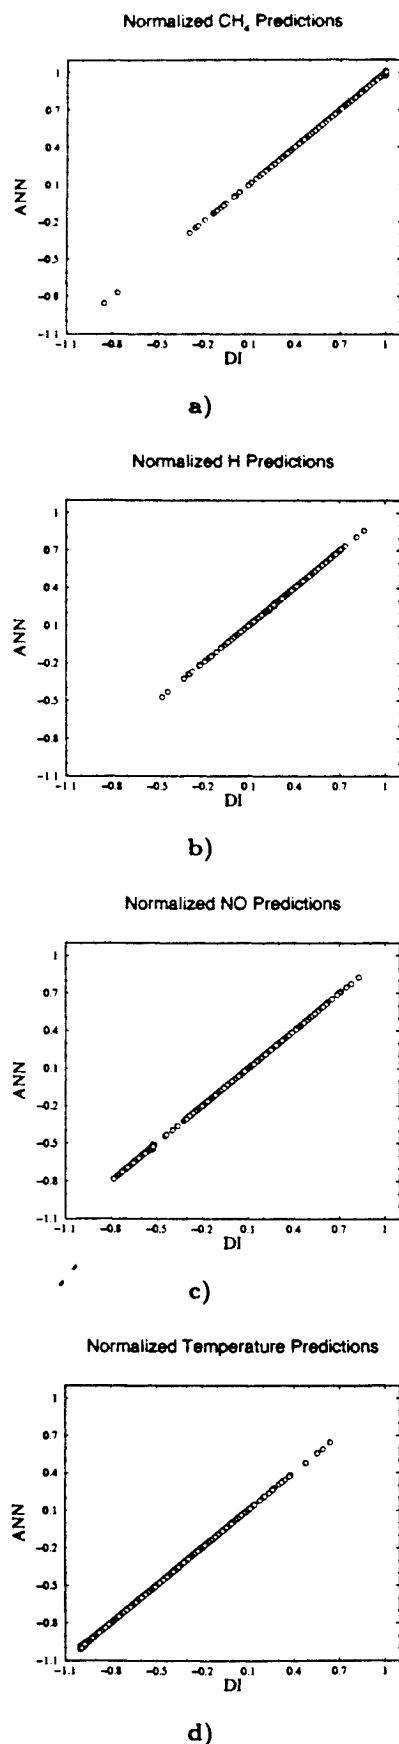 Normalized CH₄ Predictions
1
0.7
0.4
0.1
-0.2
-0.5
-0.8
-1.1
ANN
-1.1 -0.8 -0.5 -0.2 0.1 0.4 0.7 1
DI
a)
Normalized H Predictions
1
0.7
0.4
0.1
-0.2
-0.5
-0.8
-1.1
ANN
-1.1 -0.8 -0.5 -0.2 0.1 0.4 0.7 1
DI
b)
Normalized NO Predictions
1
0.7
0.4
0.1
-0.2
-0.5
-0.8
-1.1
ANN
-1.1 -0.8 -0.5 -0.2 0.1 0.4 0.7 1
DI
c)
Normalized Temperature Predictions
1
0.7
0.4
0.1
-0.2
-0.5
-0.8
-1.1
ANN
-1.1 -0.8 -0.5 -0.2 0.1 0.4 0.7 1
DI
d)